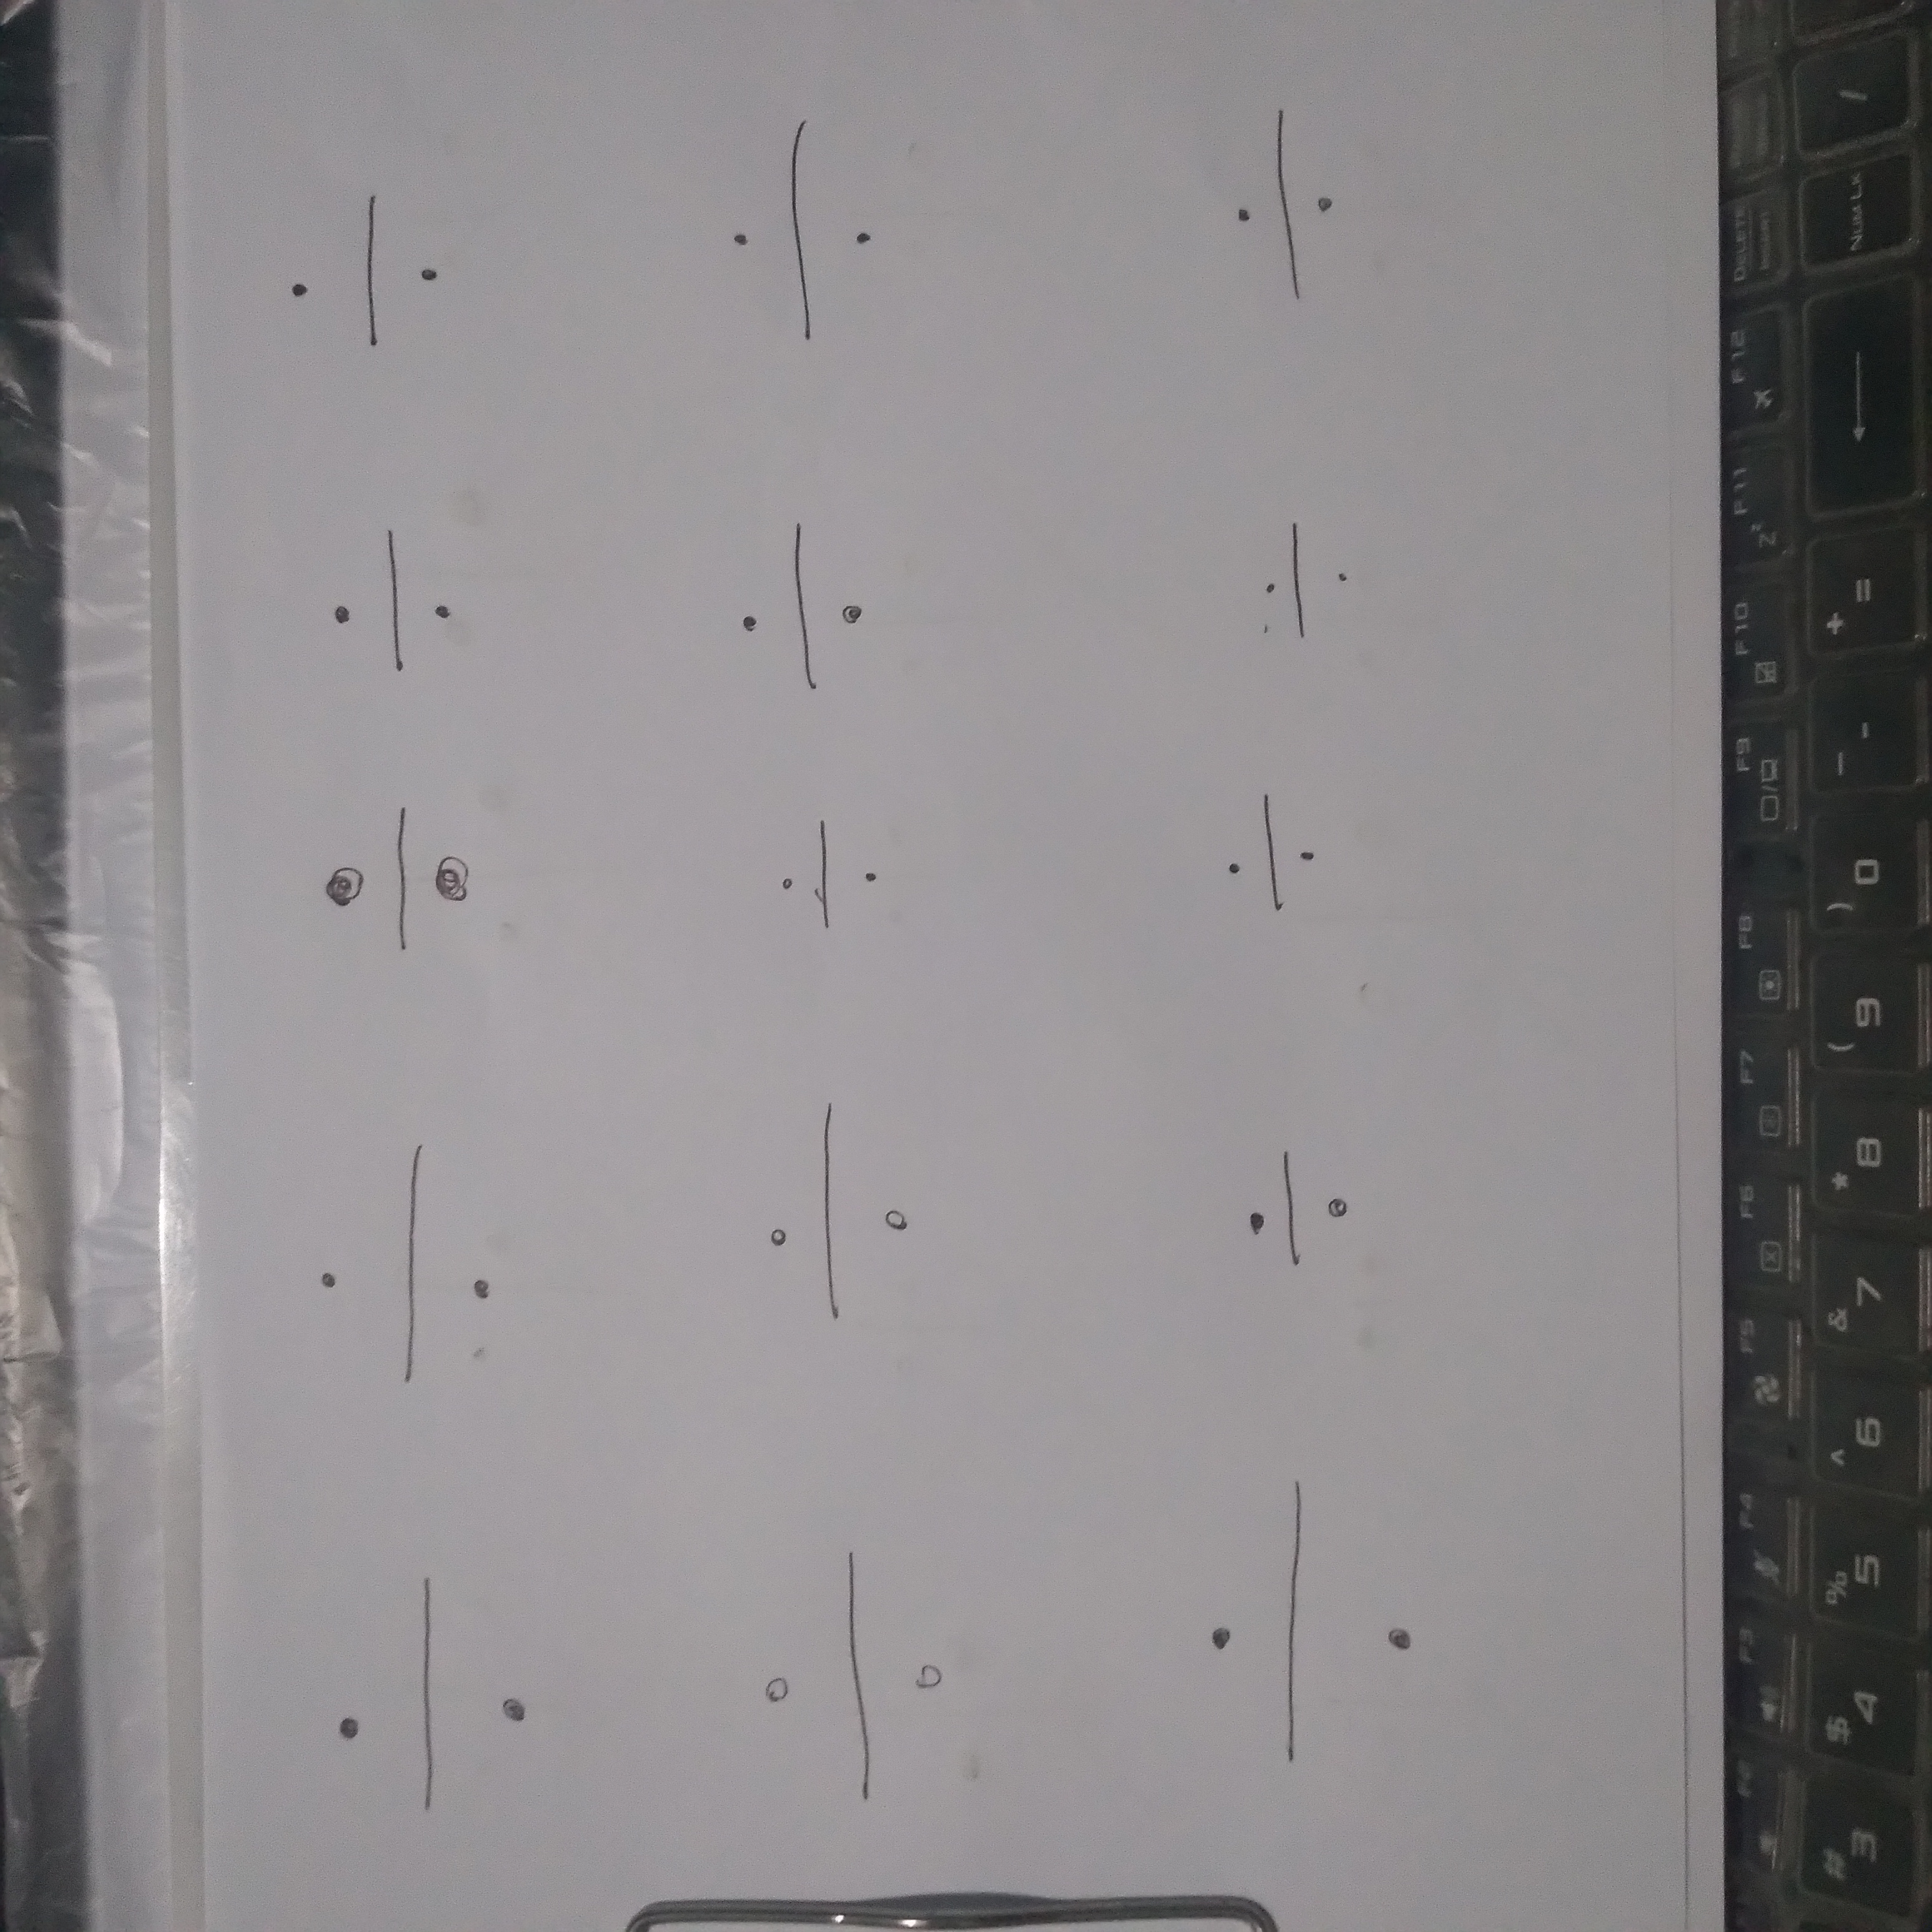 ÷ ÷ ÷ ÷ ÷
÷ ÷ ÷ ÷ ÷
÷ ÷ ÷ ÷ ÷
F2 F3 F4 F5 F6 F7 F8 F9 F10 F11 F12 DELETE
INSERT
# $ % ^ & * ( ) _ +
3 4 5 6 7 8 9 0 - = ← NUM LK /